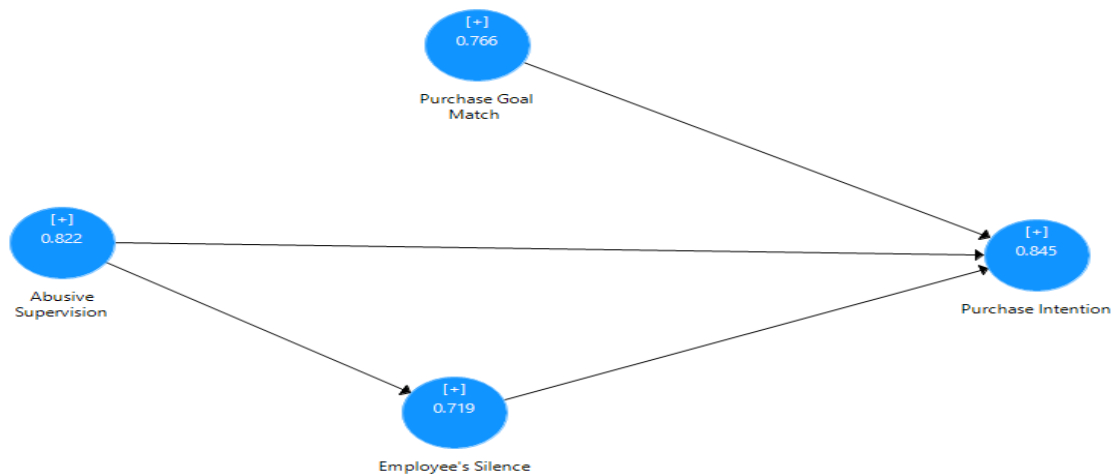 [+]
0.766
Purchase Goal
Match
[+]
0.822
Abusive
Supervision
[+]
0.845
Purchase Intention
[+]
0.719
Employee's Silence